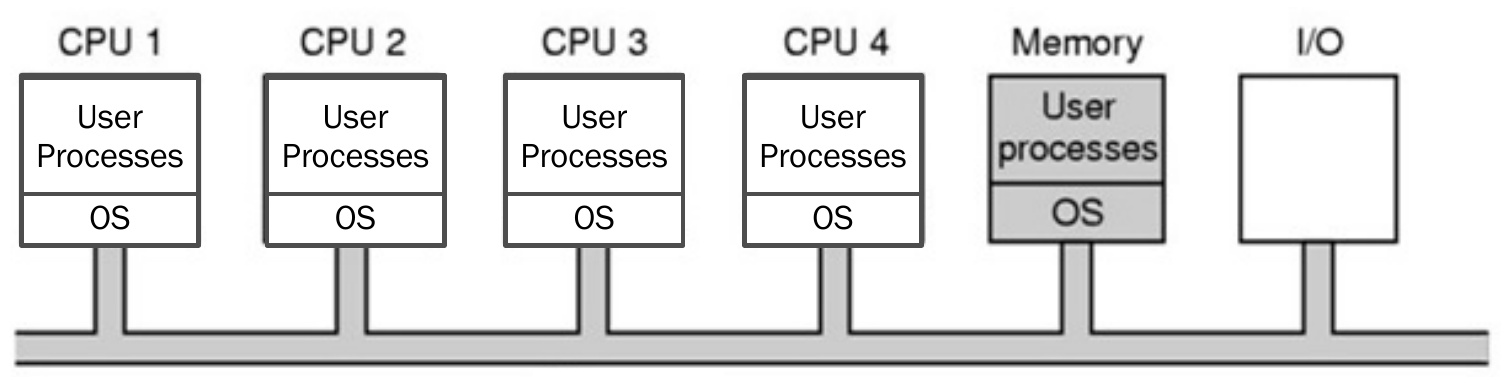 CPU 1
CPU 2
CPU 3
CPU 4
Memory
I/O
User
Processes
OS
User
Processes
OS
User
Processes
OS
User
Processes
OS
User
processes
OS